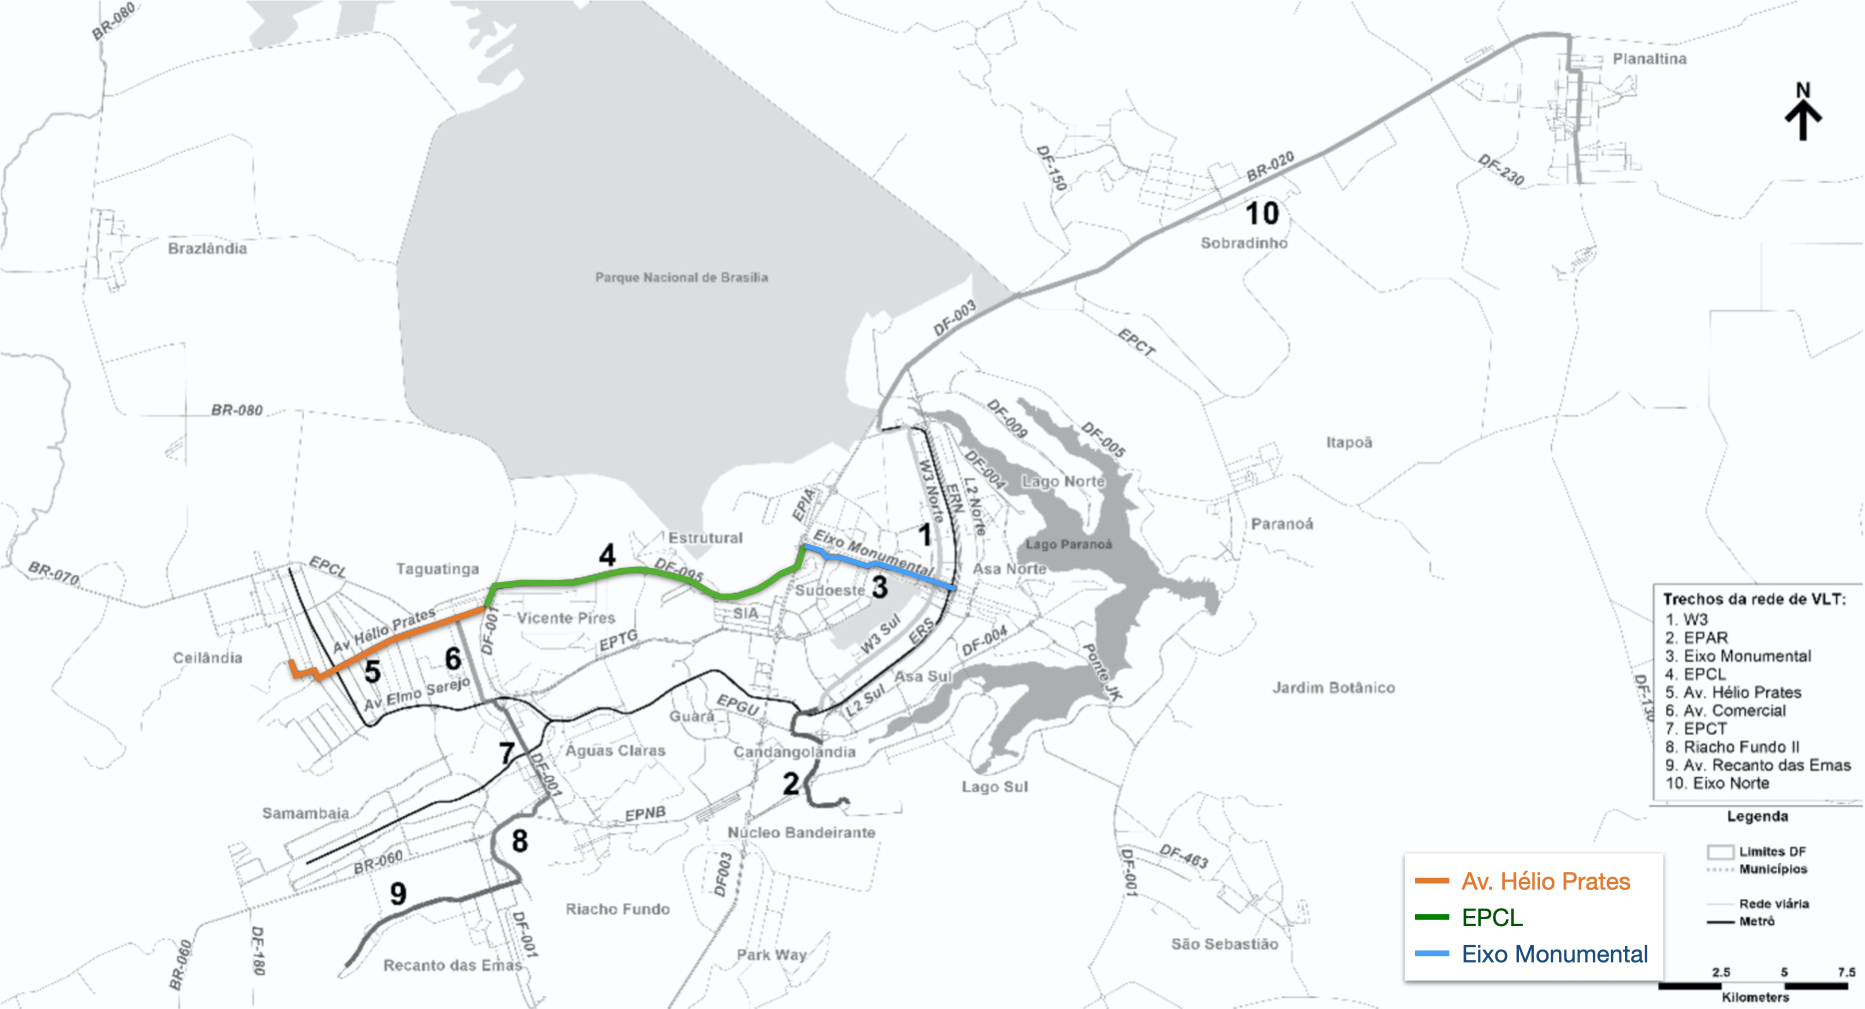 BR-080
Planaltina
N
DF-150
BR-020
DF-230
10
Sobradinho
Brazlândia
Parque Nacional de Brasília
DF-003
EPCT
BR-080
DF-009
DF-005
Itapoã
W3 Norte
ERN
L2 Norte
DF-004
Lago Norte
EPIA
Paranoá
1
Estrutural
Eixo Monumental
Lago Paranoá
4
EPCL
BR-070
Taguatinga
DF-095
Asa Norte
3
Sudoeste
SIA
Vicente Pires
Av Hélio Prates
DF-001
EPTG
W3 Sul
ERS
DF-004
Ceilândia
5
6
Av Elmo Serejo
Asa Sul
Ponte JK
L2 Sul
EPGU
Guará
Jardim Botânico
DF-130
7
Águas Claras
Candangolândia
DF-001
2
Lago Sul
Samambaia
EPNB
Núcleo Bandeirante
8
BR-060
DF003
DF-463
DF-001
9
Riacho Fundo
DF-001
BR-060
DF-180
Recanto das Emas
Park Way
São Sebastião
Trechos da rede de VLT:
1. W3
2. EPAR
3. Eixo Monumental
4. EPCL
5. Av. Hélio Prates
6. Av. Comercial
7. EPCT
8. Riacho Fundo II
9. Av. Recanto das Emas
10. Eixo Norte
Legenda
Limites DF
Municípios
Rede viária
Metrô
Av. Hélio Prates
EPCL
Eixo Monumental
2.5 5 7.5
Kilometers